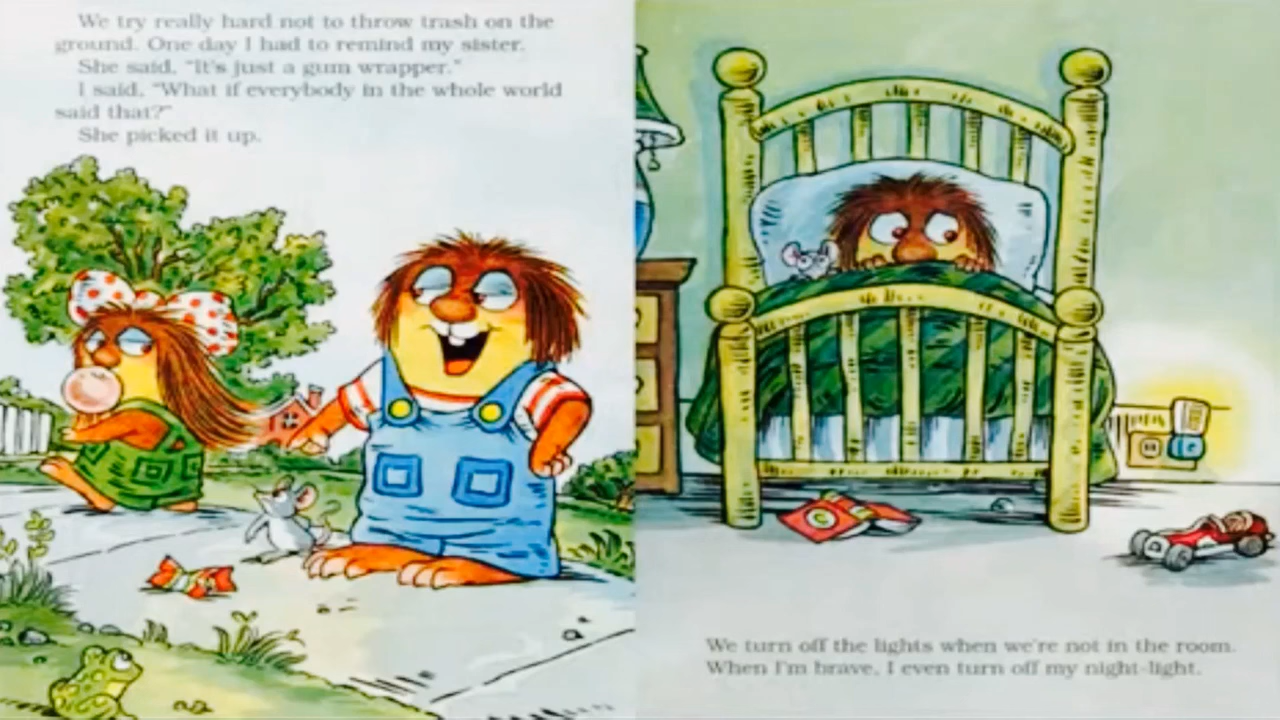 We try really hard not to throw trash on the
ground. One day I had to remind my sister.
She said, "It's just a gum wrapper."
I said, "What if everybody in the whole world
said that?"
She picked it up.
We turn off the lights when we're not in the room.
When I'm brave, I even turn off my night-light.